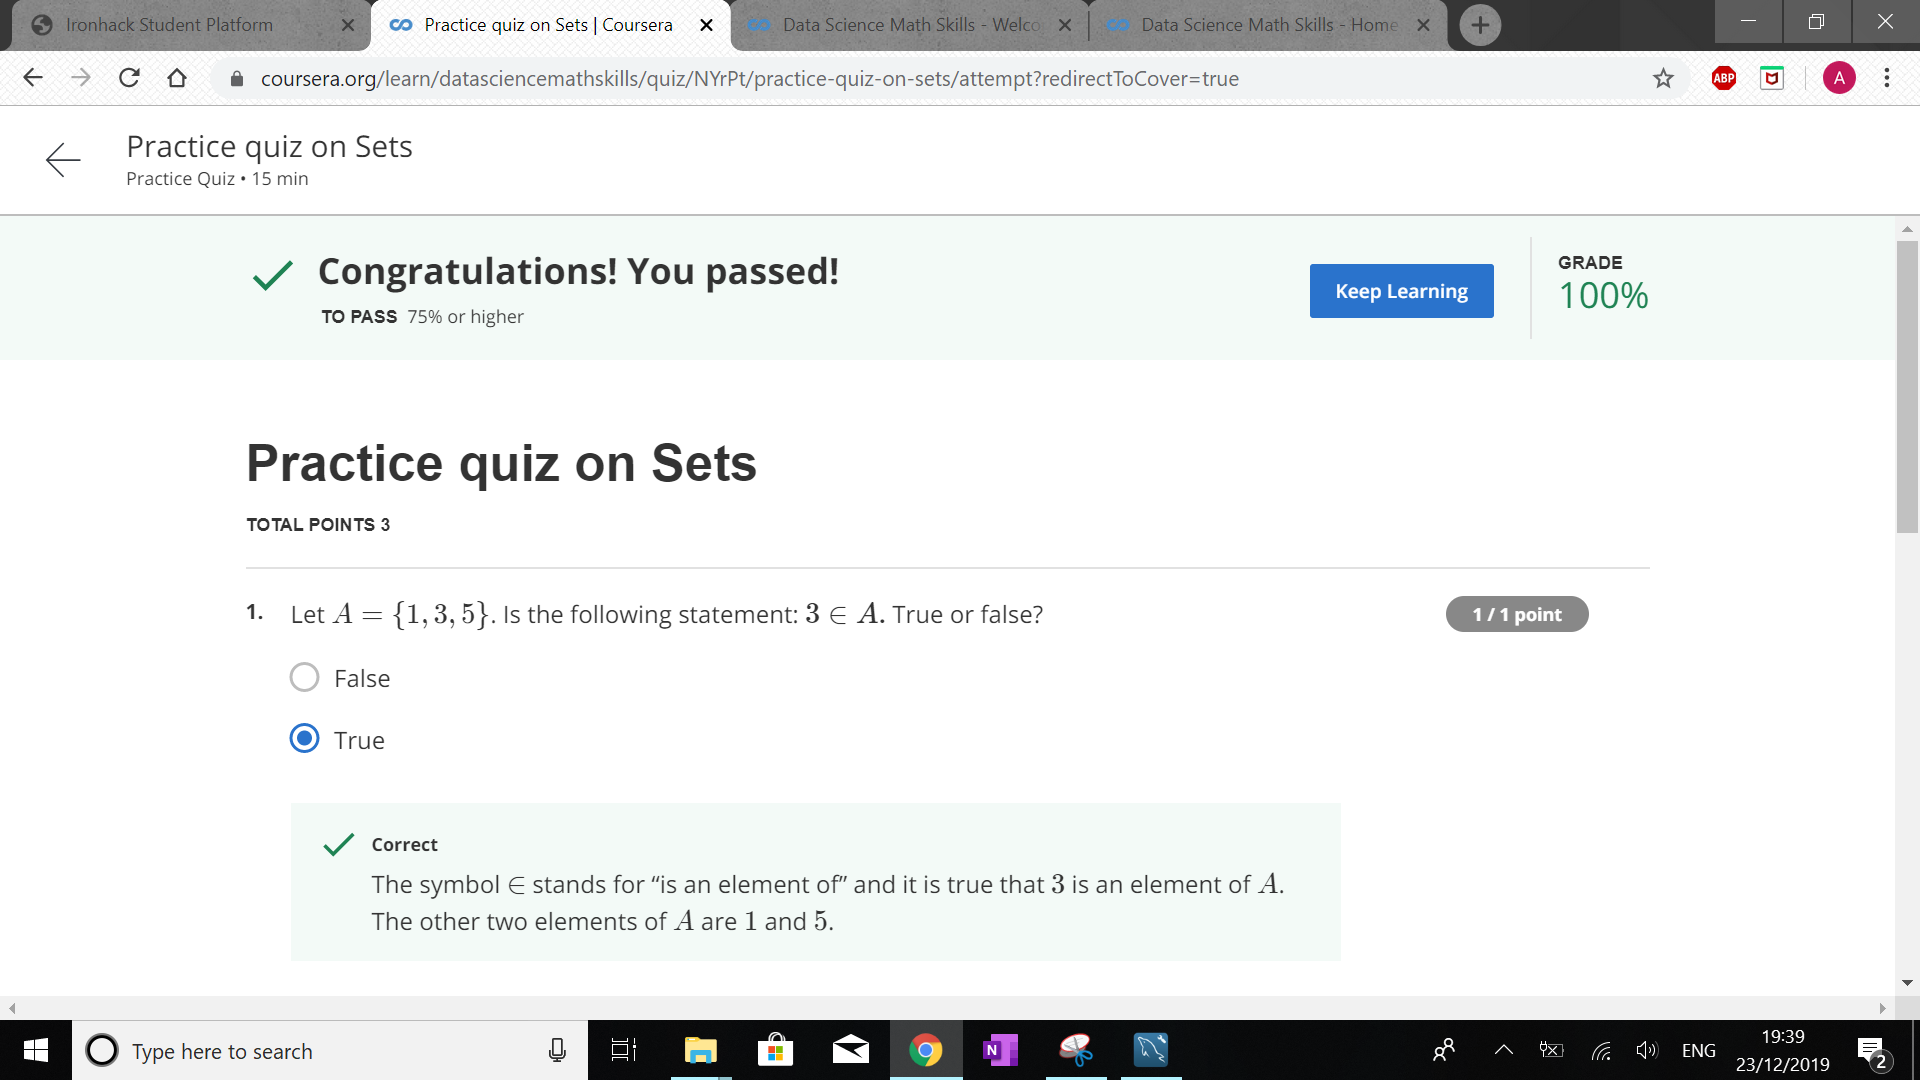 Ironhack Student Platform
Practice quiz on Sets | Coursera
Data Science Math Skills - Welco
Data Science Math Skills - Home
coursera.org/learn/datasciencemathskills/quiz/NYrPt/practice-quiz-on-sets/attempt?redirectToCover=true
ABP
A
Practice quiz on Sets
Practice Quiz • 15 min
Congratulations! You passed!
TO PASS 75% or higher
Keep Learning
GRADE
100%
Practice quiz on Sets
TOTAL POINTS 3
1. Let A = {1, 3, 5}. Is the following statement: 3 ∈ A. True or false?
1 / 1 point
False
True
Correct
The symbol ∈ stands for “is an element of” and it is true that 3 is an element of A.
The other two elements of A are 1 and 5.
Type here to search
N
ENG
19:39
23/12/2019
2